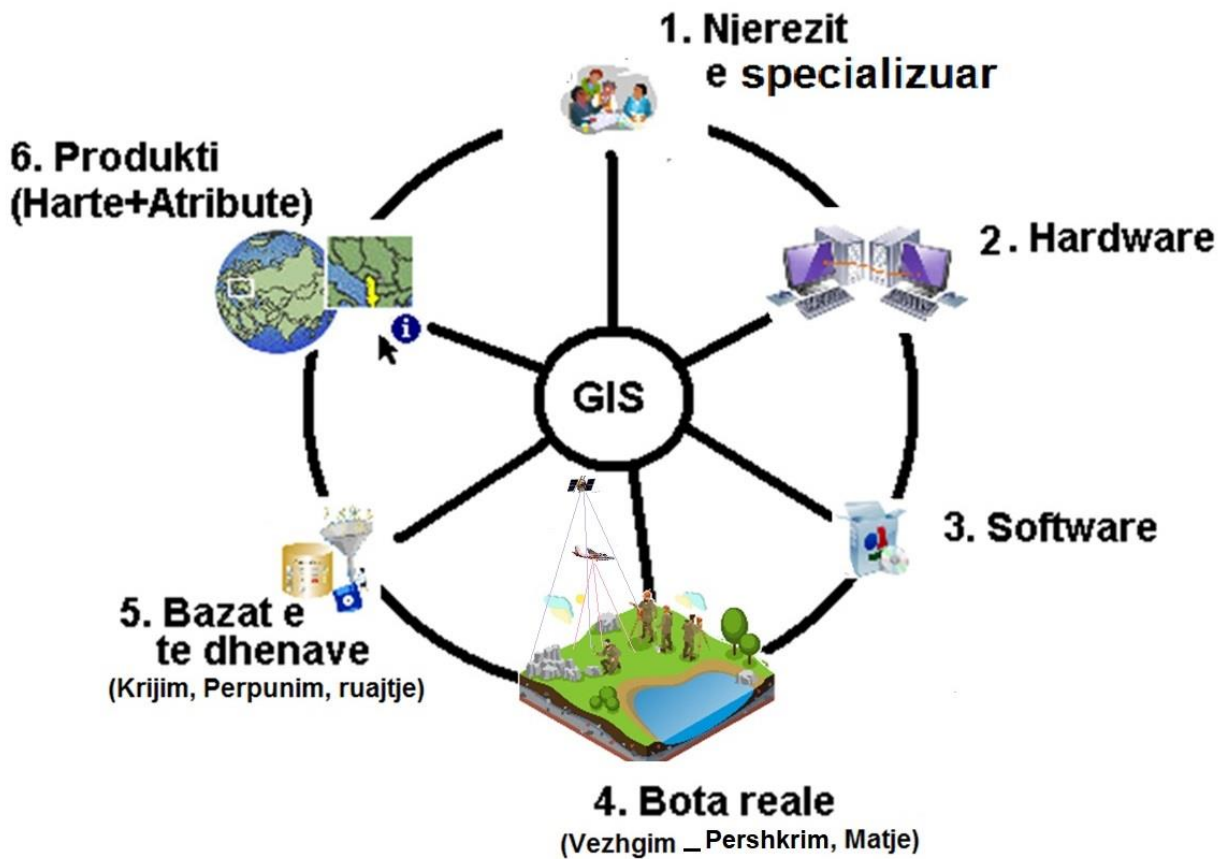 1. Njerezit
e specializuar
2. Hardware
3. Software
4. Bota reale
(Vezhgim _ Pershkrim, Matje)
5. Bazat e
te dhenave
(Krijim, Perpunim, ruajtje)
6. Produkti
(Harte+Atribute)
i
GIS